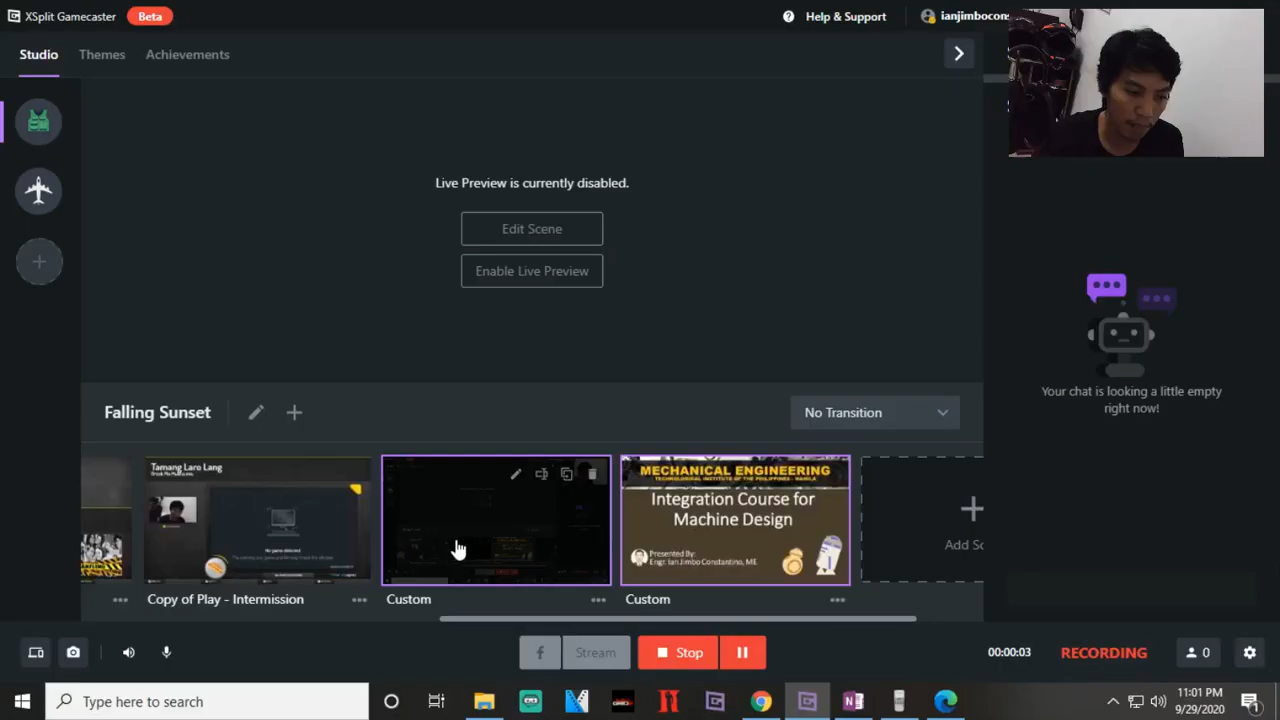 XSplit Gamecaster Beta
Help & Support
ianjimbocons
Studio Themes Achievements
Live Preview is currently disabled.
Edit Scene
Enable Live Preview
Your chat is looking a little empty
right now!
Falling Sunset
No Transition
Tamang Laro Lang
No game detected
MECHANICAL ENGINEERING
TECHNOLOGICAL INSTITUTE OF THE PHILIPPINES - MANILA
Integration Course for
Machine Design
Presented By:
Engr. Ian Jimbo Constantino, ME
Add Sc
Copy of Play - Intermission
Custom
Custom
Stream
Stop
00:00:03
RECORDING
0
Type here to search
11:01 PM
9/29/2020
1